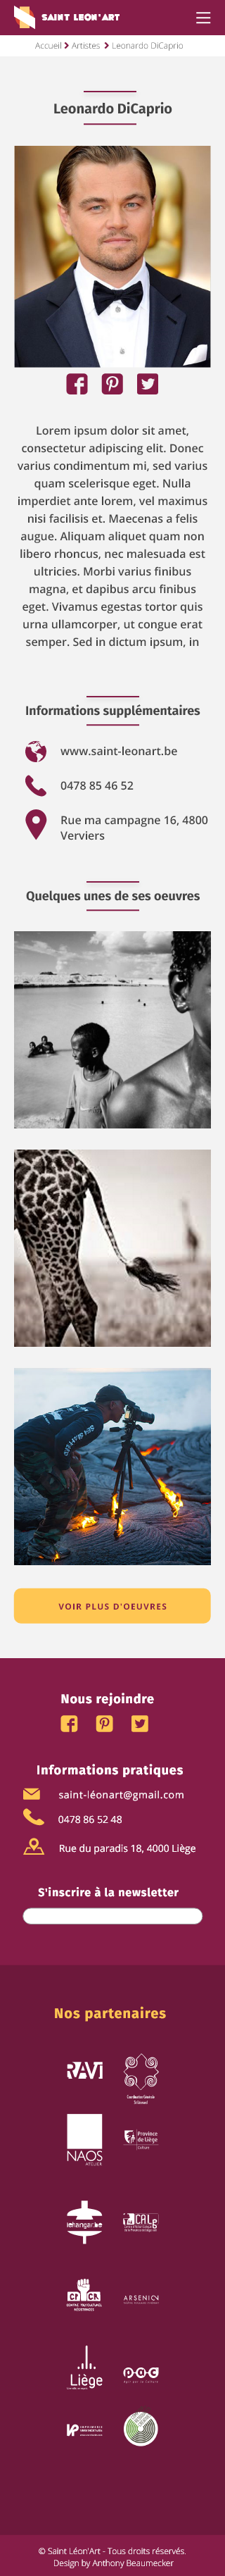 SAINT LÉON'ART
Accueil > Artistes > Leonardo DiCaprio
Leonardo DiCaprio
Lorem ipsum dolor sit amet,
consectetur adipiscing elit. Donec
varius condimentum mi, sed varius
quam scelerisque eget. Nulla
imperdiet ante lorem, vel maximus
nisi facilisis et. Maecenas a felis
augue. Aliquam aliquet quam non
libero rhoncus, nec malesuada est
ultricies. Morbi varius finibus
magna, et dapibus arcu finibus
eget. Vivamus egestas tortor quis
urna ullamcorper, ut congue erat
semper. Sed in dictum ipsum, in
Informations supplémentaires
www.saint-leonart.be
0478 85 46 52
Rue ma campagne 16, 4800
Verviers
Quelques unes de ses oeuvres
VOIR PLUS D'OEUVRES
Nous rejoindre
Informations pratiques
saint-léonart@gmail.com
0478 86 52 48
Rue du paradis 18, 4000 Liège
S'inscrire à la newsletter
Nos partenaires
RAVI
NAOS
ATELIER
Province
de Liège
lehangar.be
CALg
ARSENIC
Liège
pac
© Saint Léon'Art - Tous droits réservés.
Design by Anthony Beaumecker